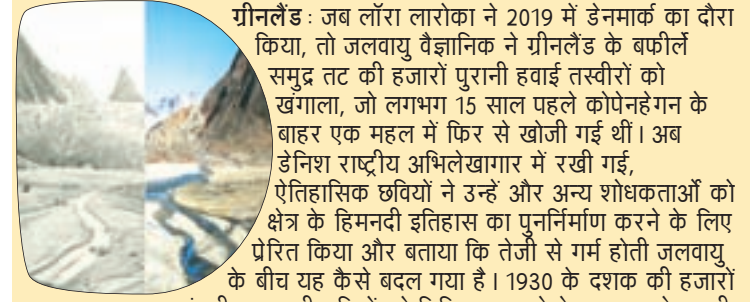 ग्रीनलैंड : जब लॉरा लारोका ने 2019 में डेनमार्क का दौरा
किया, तो जलवायु वैज्ञानिक ने ग्रीनलैंड के बर्फीले
समुद्र तट की हजारों पुरानी हवाई तस्वीरों को
खंगाला, जो लगभग 15 साल पहले कोपेनहेगन के
बाहर एक महल में फिर से खोजी गई थीं। अब
डेनिश राष्ट्रीय अभिलेखागार में रखी गई,
ऐतिहासिक छवियों ने उन्हें और अन्य शोधकर्ताओं को
क्षेत्र के हिमनदी इतिहास का पुनर्निर्माण करने के लिए
प्रेरित किया और बताया कि तेजी से गर्म होती जलवायु
के बीच यह कैसे बदल गया है। 1930 के दशक की हजारों